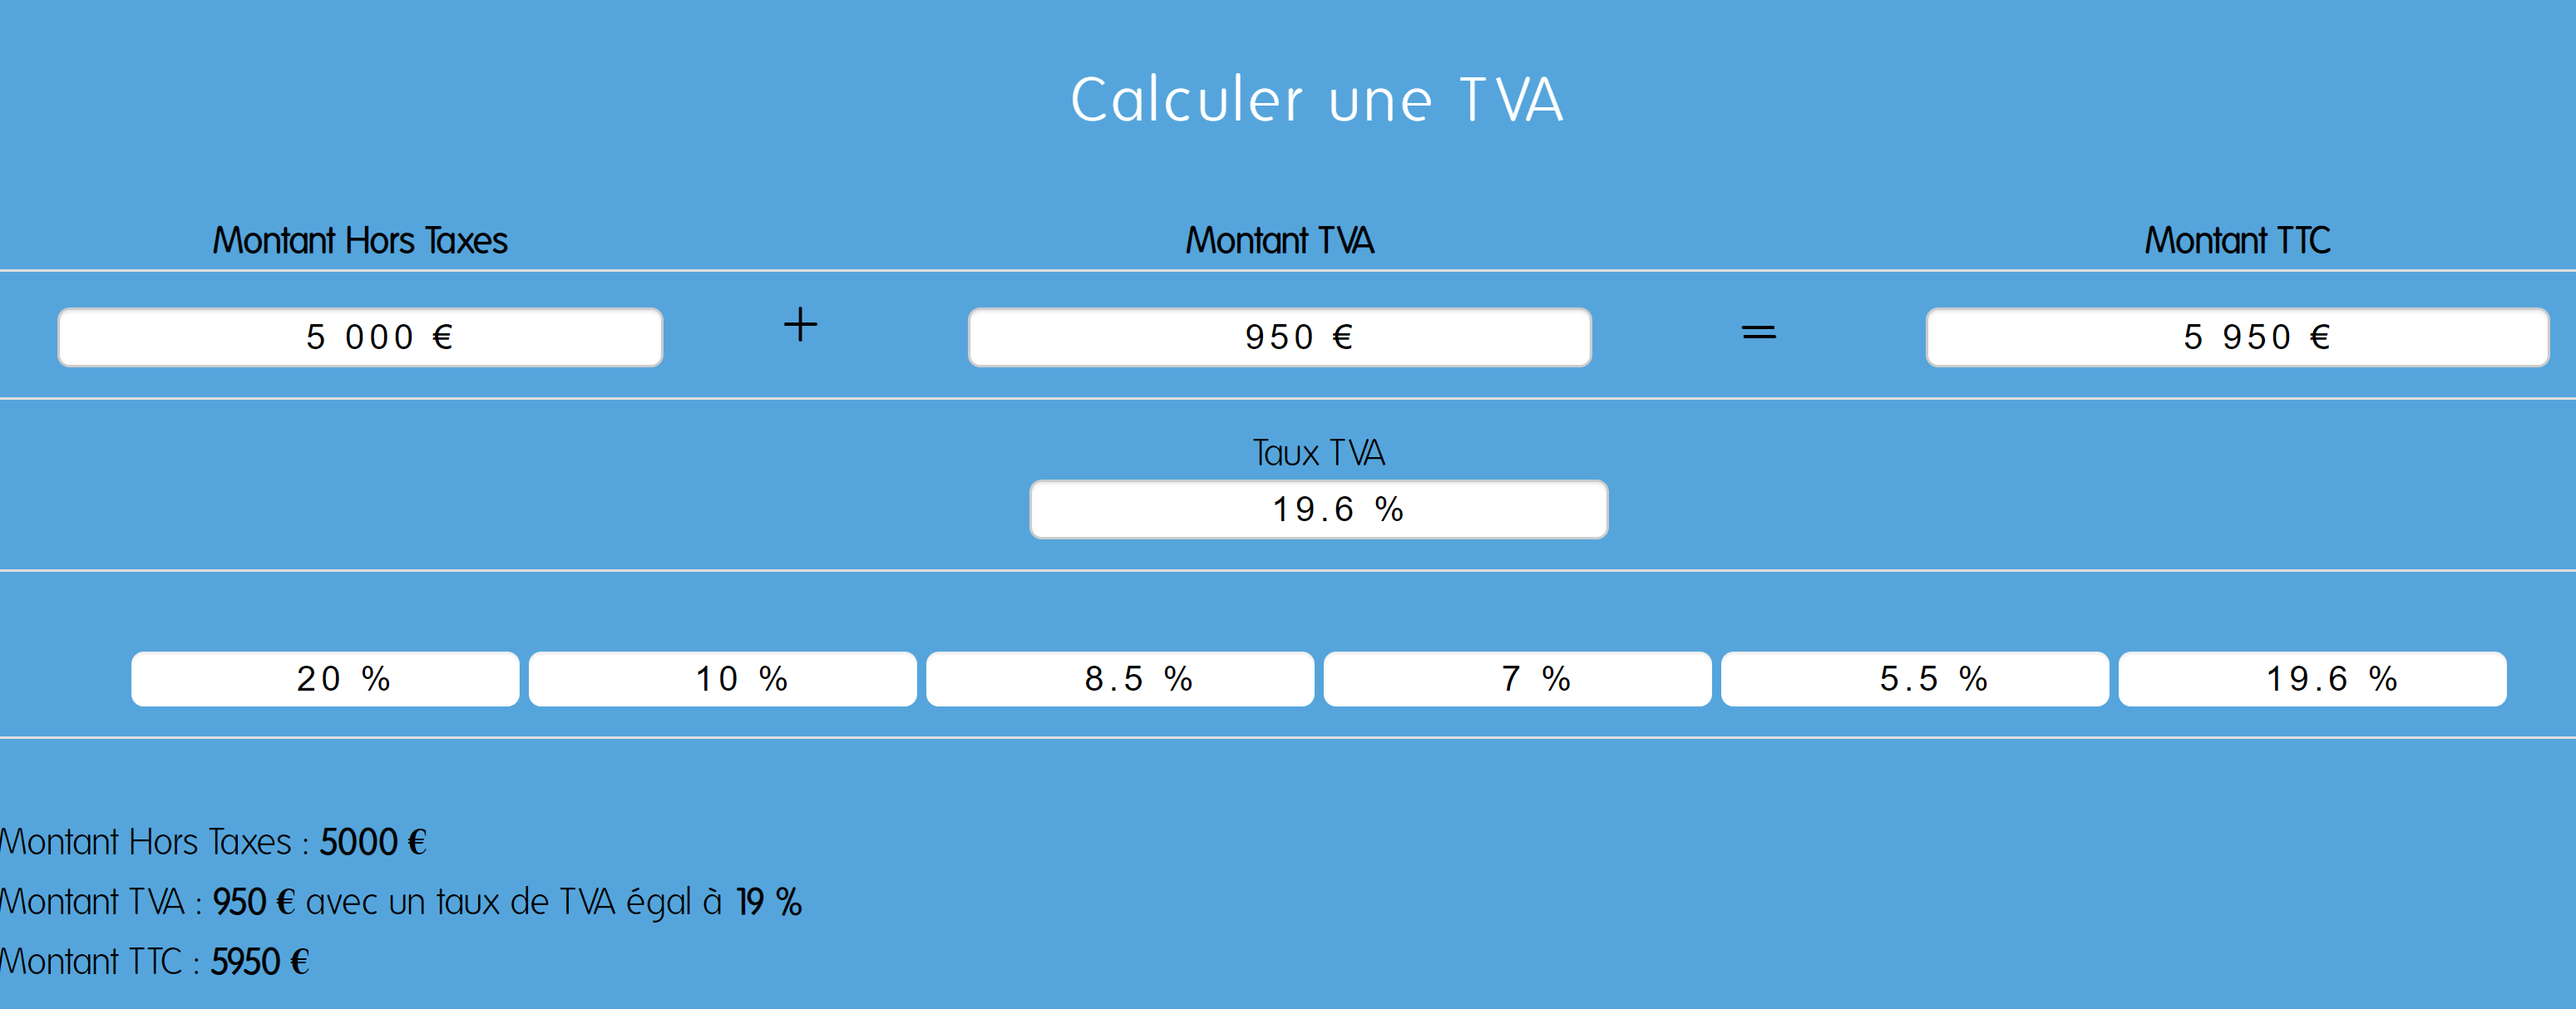 Calculer une TVA
Montant Hors Taxes Montant TVA Montant TTC
5 000 € + 950 € = 5 950 €
Taux TVA
19.6 %
20 % 10 % 8.5 % 7 % 5.5 % 19.6 %
Montant Hors Taxes : 5000 €
Montant TVA : 950 € avec un taux de TVA égal à 19 %
Montant TTC : 5950 €